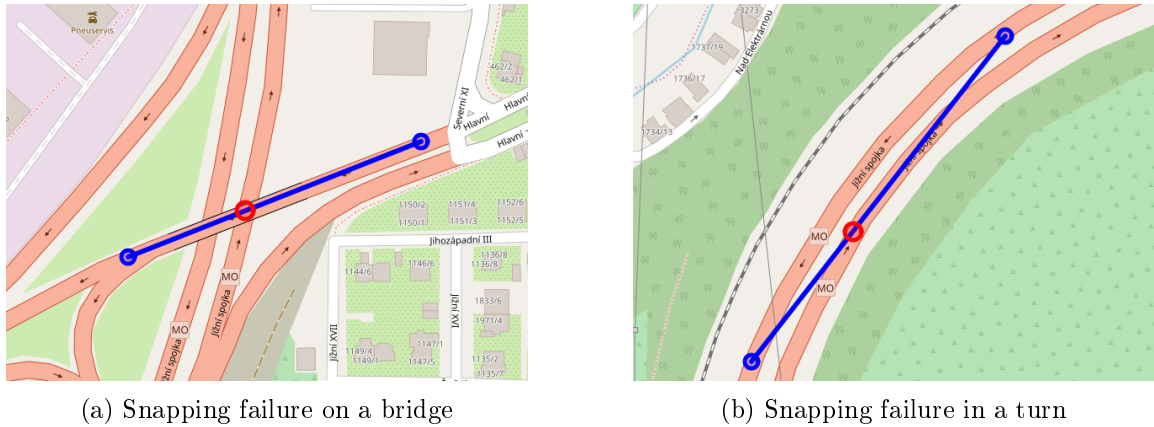 Pneuservis
462/2
462/1
Severní XI
Hlavní
Hlavní
Hlavní
1150/2
1150/1
1151/4
1151/3
1152/6
1152/5
Jihozápadní III
1144/6
1146/6
1136/8
1136/8
1833/6
1971/4
Jižní XVII
Jižní XVI
1149/4
1149/1
1147/1
1147/5
1135/2
1135/7
MO
MO
Jižní spojka
(a) Snapping failure on a bridge
3273
1737/19
1736/17
1734/13
Nad Elektrárnou
Jižní spojka
MO
MO
(b) Snapping failure in a turn